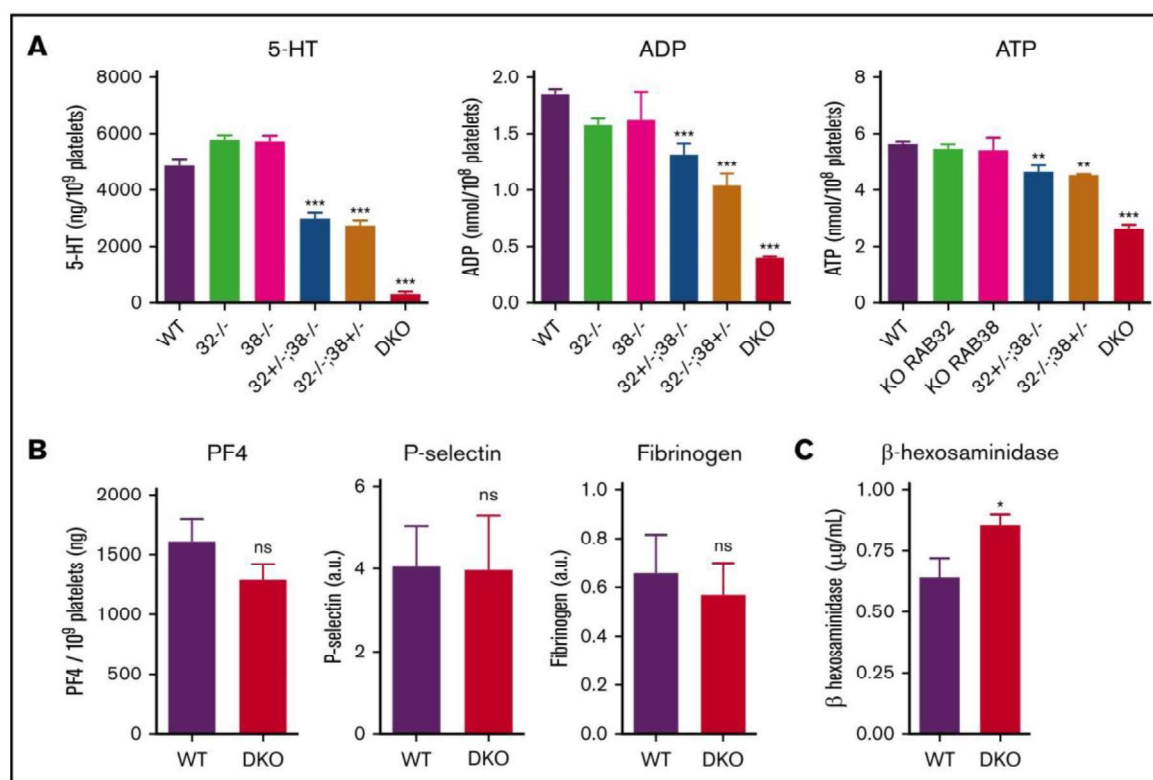 A
5-HT
5-HT (ng/10⁹ platelets)
8000
6000
4000
2000
0
WT
32-/-
38-/-
32+/-;38-/-
32-/-;38+/-
DKO
***
***
***
ADP
ADP (nmol/10⁸ platelets)
2.0
1.5
1.0
0.5
0.0
WT
32-/-
38-/-
32+/-;38-/-
32-/-;38+/-
DKO
***
***
***
ATP
ATP (nmol/10⁸ platelets)
8
6
4
2
0
WT
KO RAB32
KO RAB38
32+/-;38-/-
32-/-;38+/-
DKO
**
**
***
B
PF4
PF4 / 10⁹ platelets (ng)
2000
1500
1000
500
0
ns
WT
DKO
P-selectin
P-selectin (a.u.)
6
4
2
0
ns
WT
DKO
Fibrinogen
Fibrinogen (a.u.)
1.0
0.8
0.6
0.4
0.2
0.0
ns
WT
DKO
C
β-hexosaminidase
β hexosaminidase (μg/mL)
1.00
0.75
0.50
0.25
0.00
*
WT
DKO